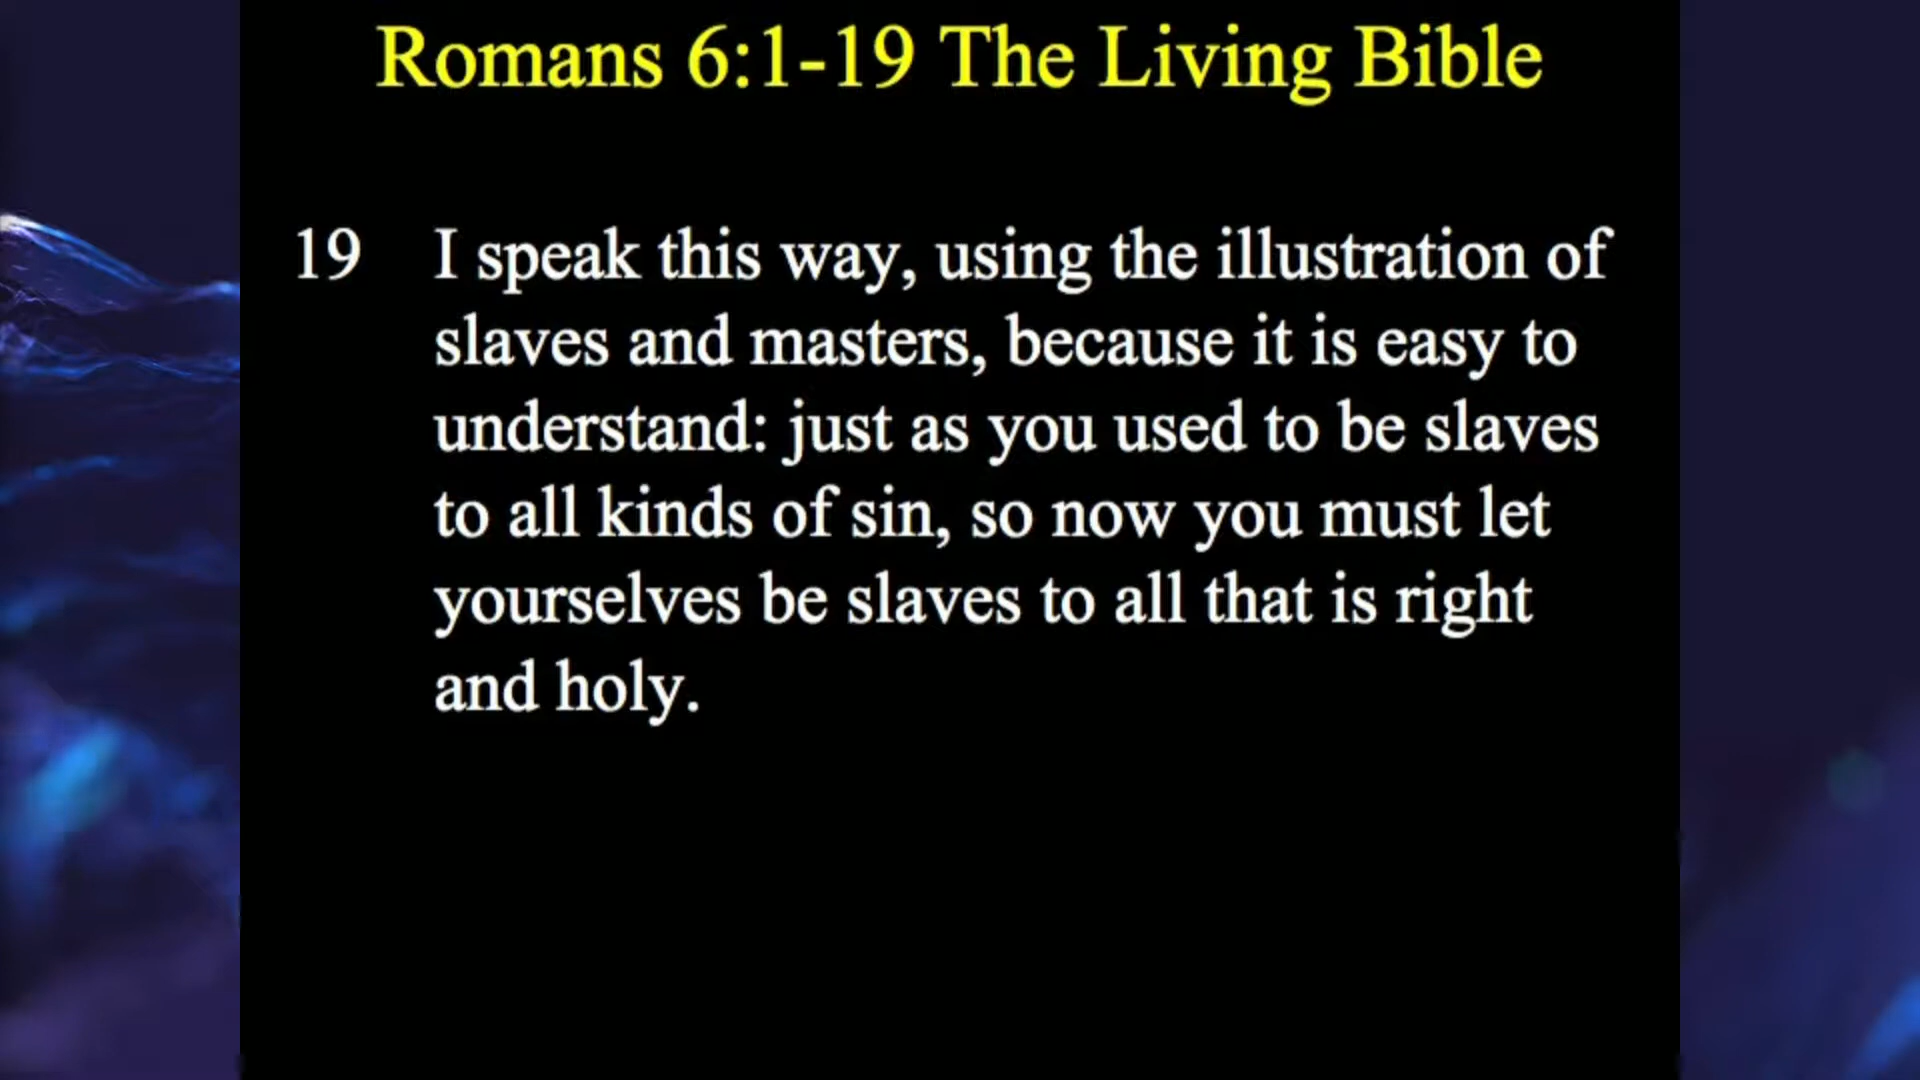 Romans 6:1-19 The Living Bible
19 I speak this way, using the illustration of
slaves and masters, because it is easy to
understand: just as you used to be slaves
to all kinds of sin, so now you must let
yourselves be slaves to all that is right
and holy.